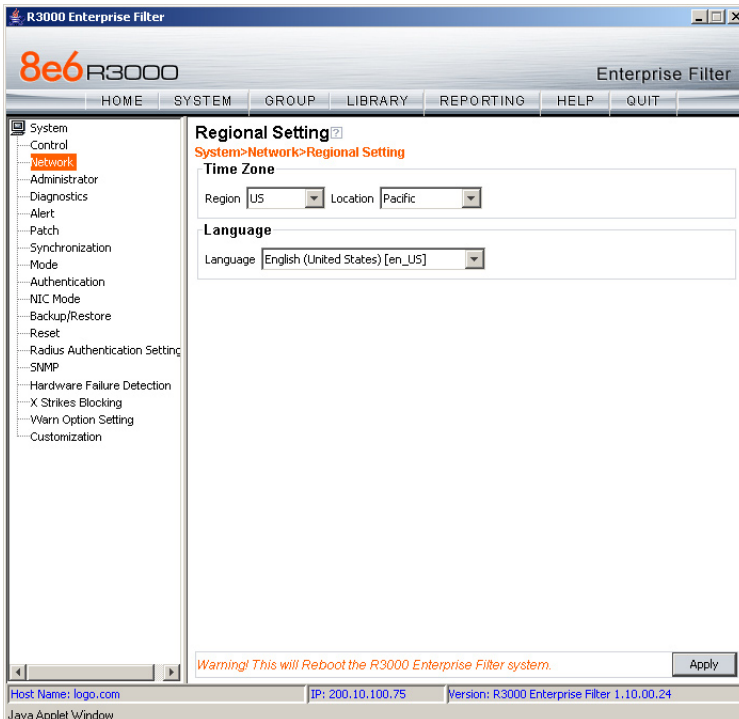 R3000 Enterprise Filter
8e6 R3000
Enterprise Filter
HOME SYSTEM GROUP LIBRARY REPORTING HELP QUIT
System
Control
Network
Administrator
Diagnostics
Alert
Patch
Synchronization
Mode
Authentication
NIC Mode
Backup/Restore
Reset
Radius Authentication Setting
SNMP
Hardware Failure Detection
X Strikes Blocking
Warn Option Setting
Customization
Regional Setting?
System>Network>Regional Setting
Time Zone
Region US Location Pacific
Language
Language English (United States) [en_US]
Warning! This will Reboot the R3000 Enterprise Filter system.
Apply
Host Name: logo.com IP: 200.10.100.75 Version: R3000 Enterprise Filter 1.10.00.24
Java Applet Window